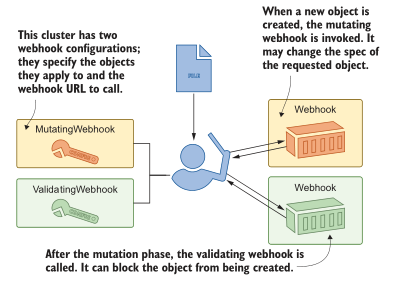 This cluster has two
webhook configurations;
they specify the objects
they apply to and the
webhook URL to call.
When a new object is
created, the mutating
webhook is invoked. It
may change the spec of
the requested object.
MutatingWebhook
ValidatingWebhook
Webhook
Webhook
After the mutation phase, the validating webhook is
called. It can block the object from being created.